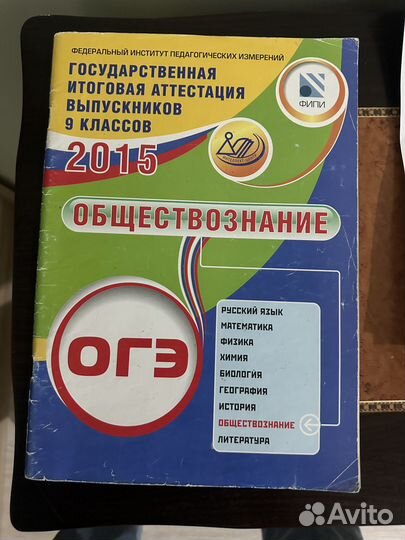 ФЕДЕРАЛЬНЫЙ ИНСТИТУТ ПЕДАГОГИЧЕСКИХ ИЗМЕРЕНИЙ
ГОСУДАРСТВЕННАЯ
ИТОГОВАЯ АТТЕСТАЦИЯ
ВЫПУСКНИКОВ
9 КЛАССОВ
2015
ФИПИ
ОБЩЕСТВОЗНАНИЕ
ОГЭ
РУССКИЙ ЯЗЫК
МАТЕМАТИКА
ФИЗИКА
ХИМИЯ
БИОЛОГИЯ
ГЕОГРАФИЯ
ИСТОРИЯ
ОБЩЕСТВОЗНАНИЕ
ЛИТЕРАТУРА
Avito